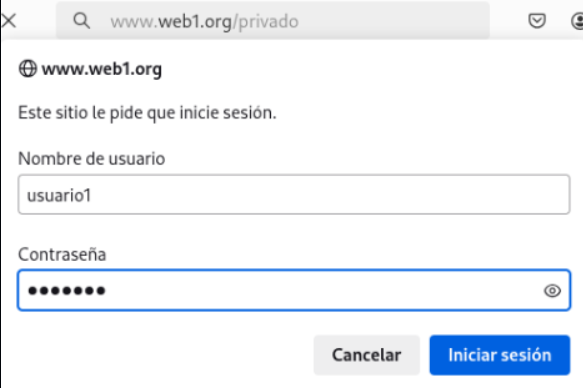 www.web1.org/privado
www.web1.org
Este sitio le pide que inicie sesión.
Nombre de usuario
usuario1
Contraseña
•••••••
Cancelar
Iniciar sesión